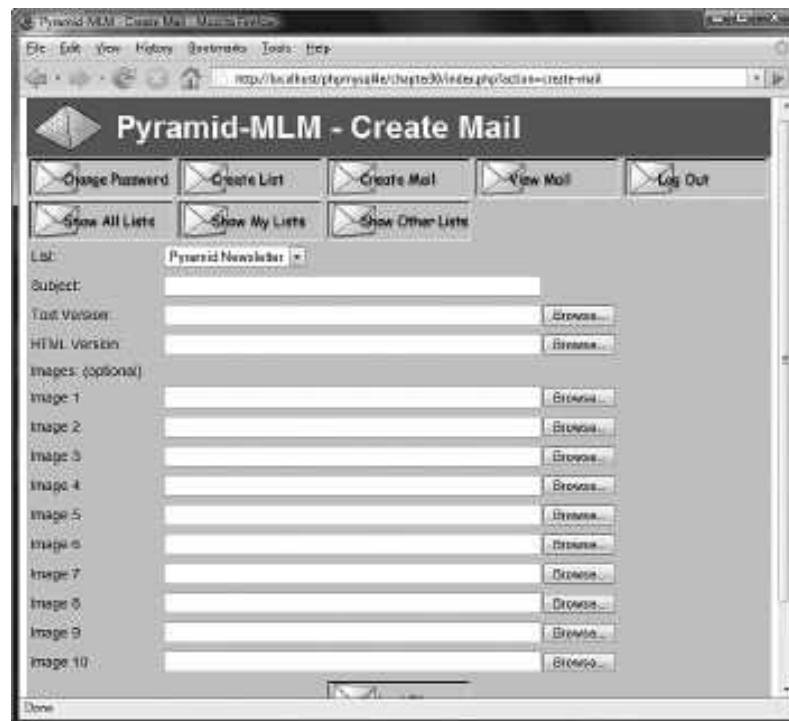 Pyramid-MLM - Create Mail - Mozilla Firefox
File Edit View History Bookmarks Tools Help
http://localhost/phpmysql4e/chapter30/index.php?action=create-mail
Pyramid-MLM - Create Mail
Change Password Create List Create Mail View Mail Log Out
Show All Lists Show My Lists Show Other Lists
List: Pyramid Newsletter
Subject:
Text Version: Browse...
HTML Version: Browse...
Images: (optional)
Image 1 Browse...
Image 2 Browse...
Image 3 Browse...
Image 4 Browse...
Image 5 Browse...
Image 6 Browse...
Image 7 Browse...
Image 8 Browse...
Image 9 Browse...
Image 10 Browse...
Done